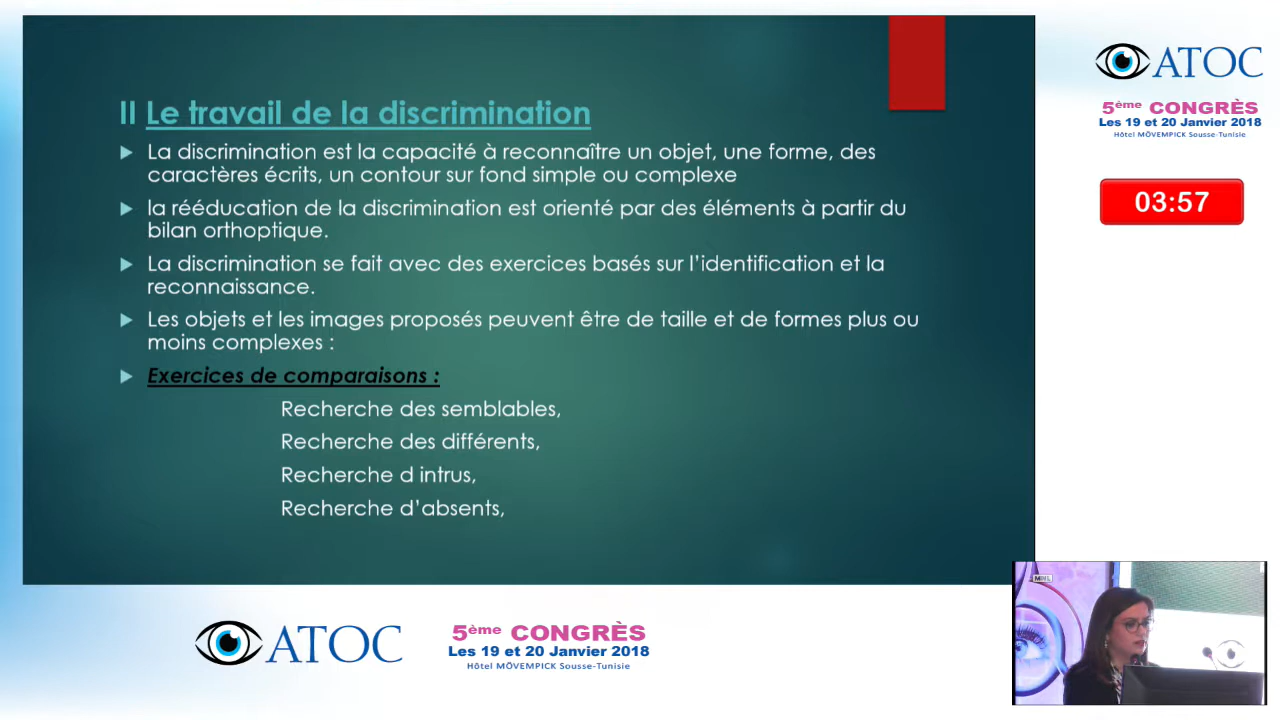 II Le travail de la discrimination
La discrimination est la capacité à reconnaître un objet, une forme, des
caractères écrits, un contour sur fond simple ou complexe
la rééducation de la discrimination est orienté par des éléments à partir du
bilan orthoptique.
La discrimination se fait avec des exercices basés sur l’identification et la
reconnaissance.
Les objets et les images proposés peuvent être de taille et de formes plus ou
moins complexes :
Exercices de comparaisons :
Recherche des semblables,
Recherche des différents,
Recherche d intrus,
Recherche d’absents,
ATOC
5ème CONGRÈS
Les 19 et 20 Janvier 2018
Hôtel MÖVEMPICK Sousse-Tunisie
03:57
ATOC
5ème CONGRÈS
Les 19 et 20 Janvier 2018
Hôtel MÖVEMPICK Sousse-Tunisie